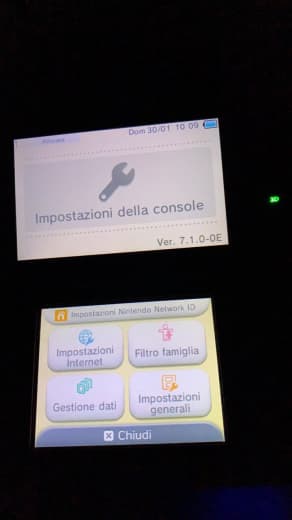 Dom 30/01 10:09
Impostazioni della console
Ver. 7.1.0-0E
Impostazioni Nintendo Network ID
Impostazioni
Internet
Filtro famiglia
Gestione dati
Impostazioni
generali
X Chiudi
3D